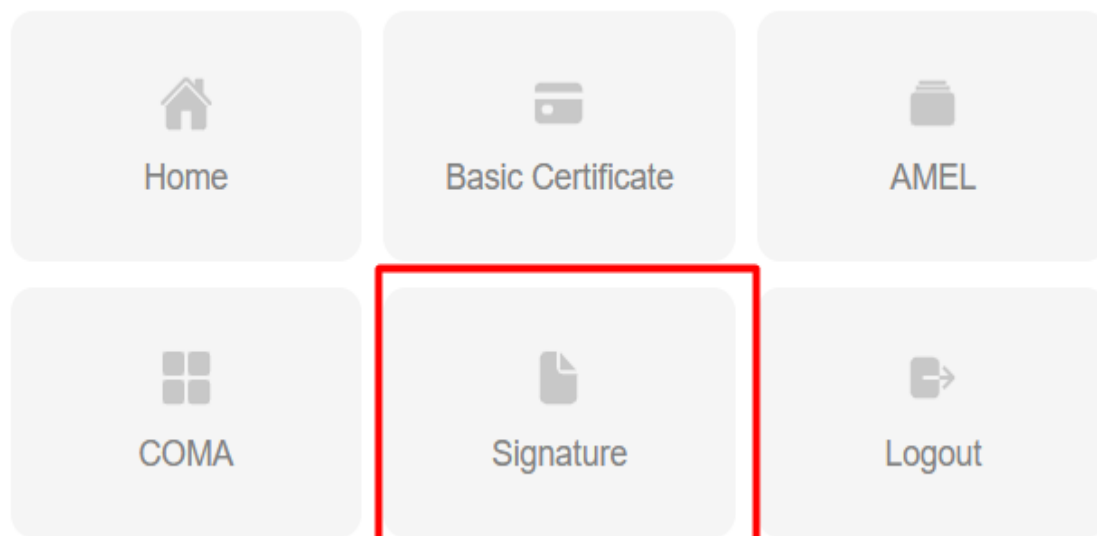 Home
Basic Certificate
AMEL
COMA
Signature
Logout